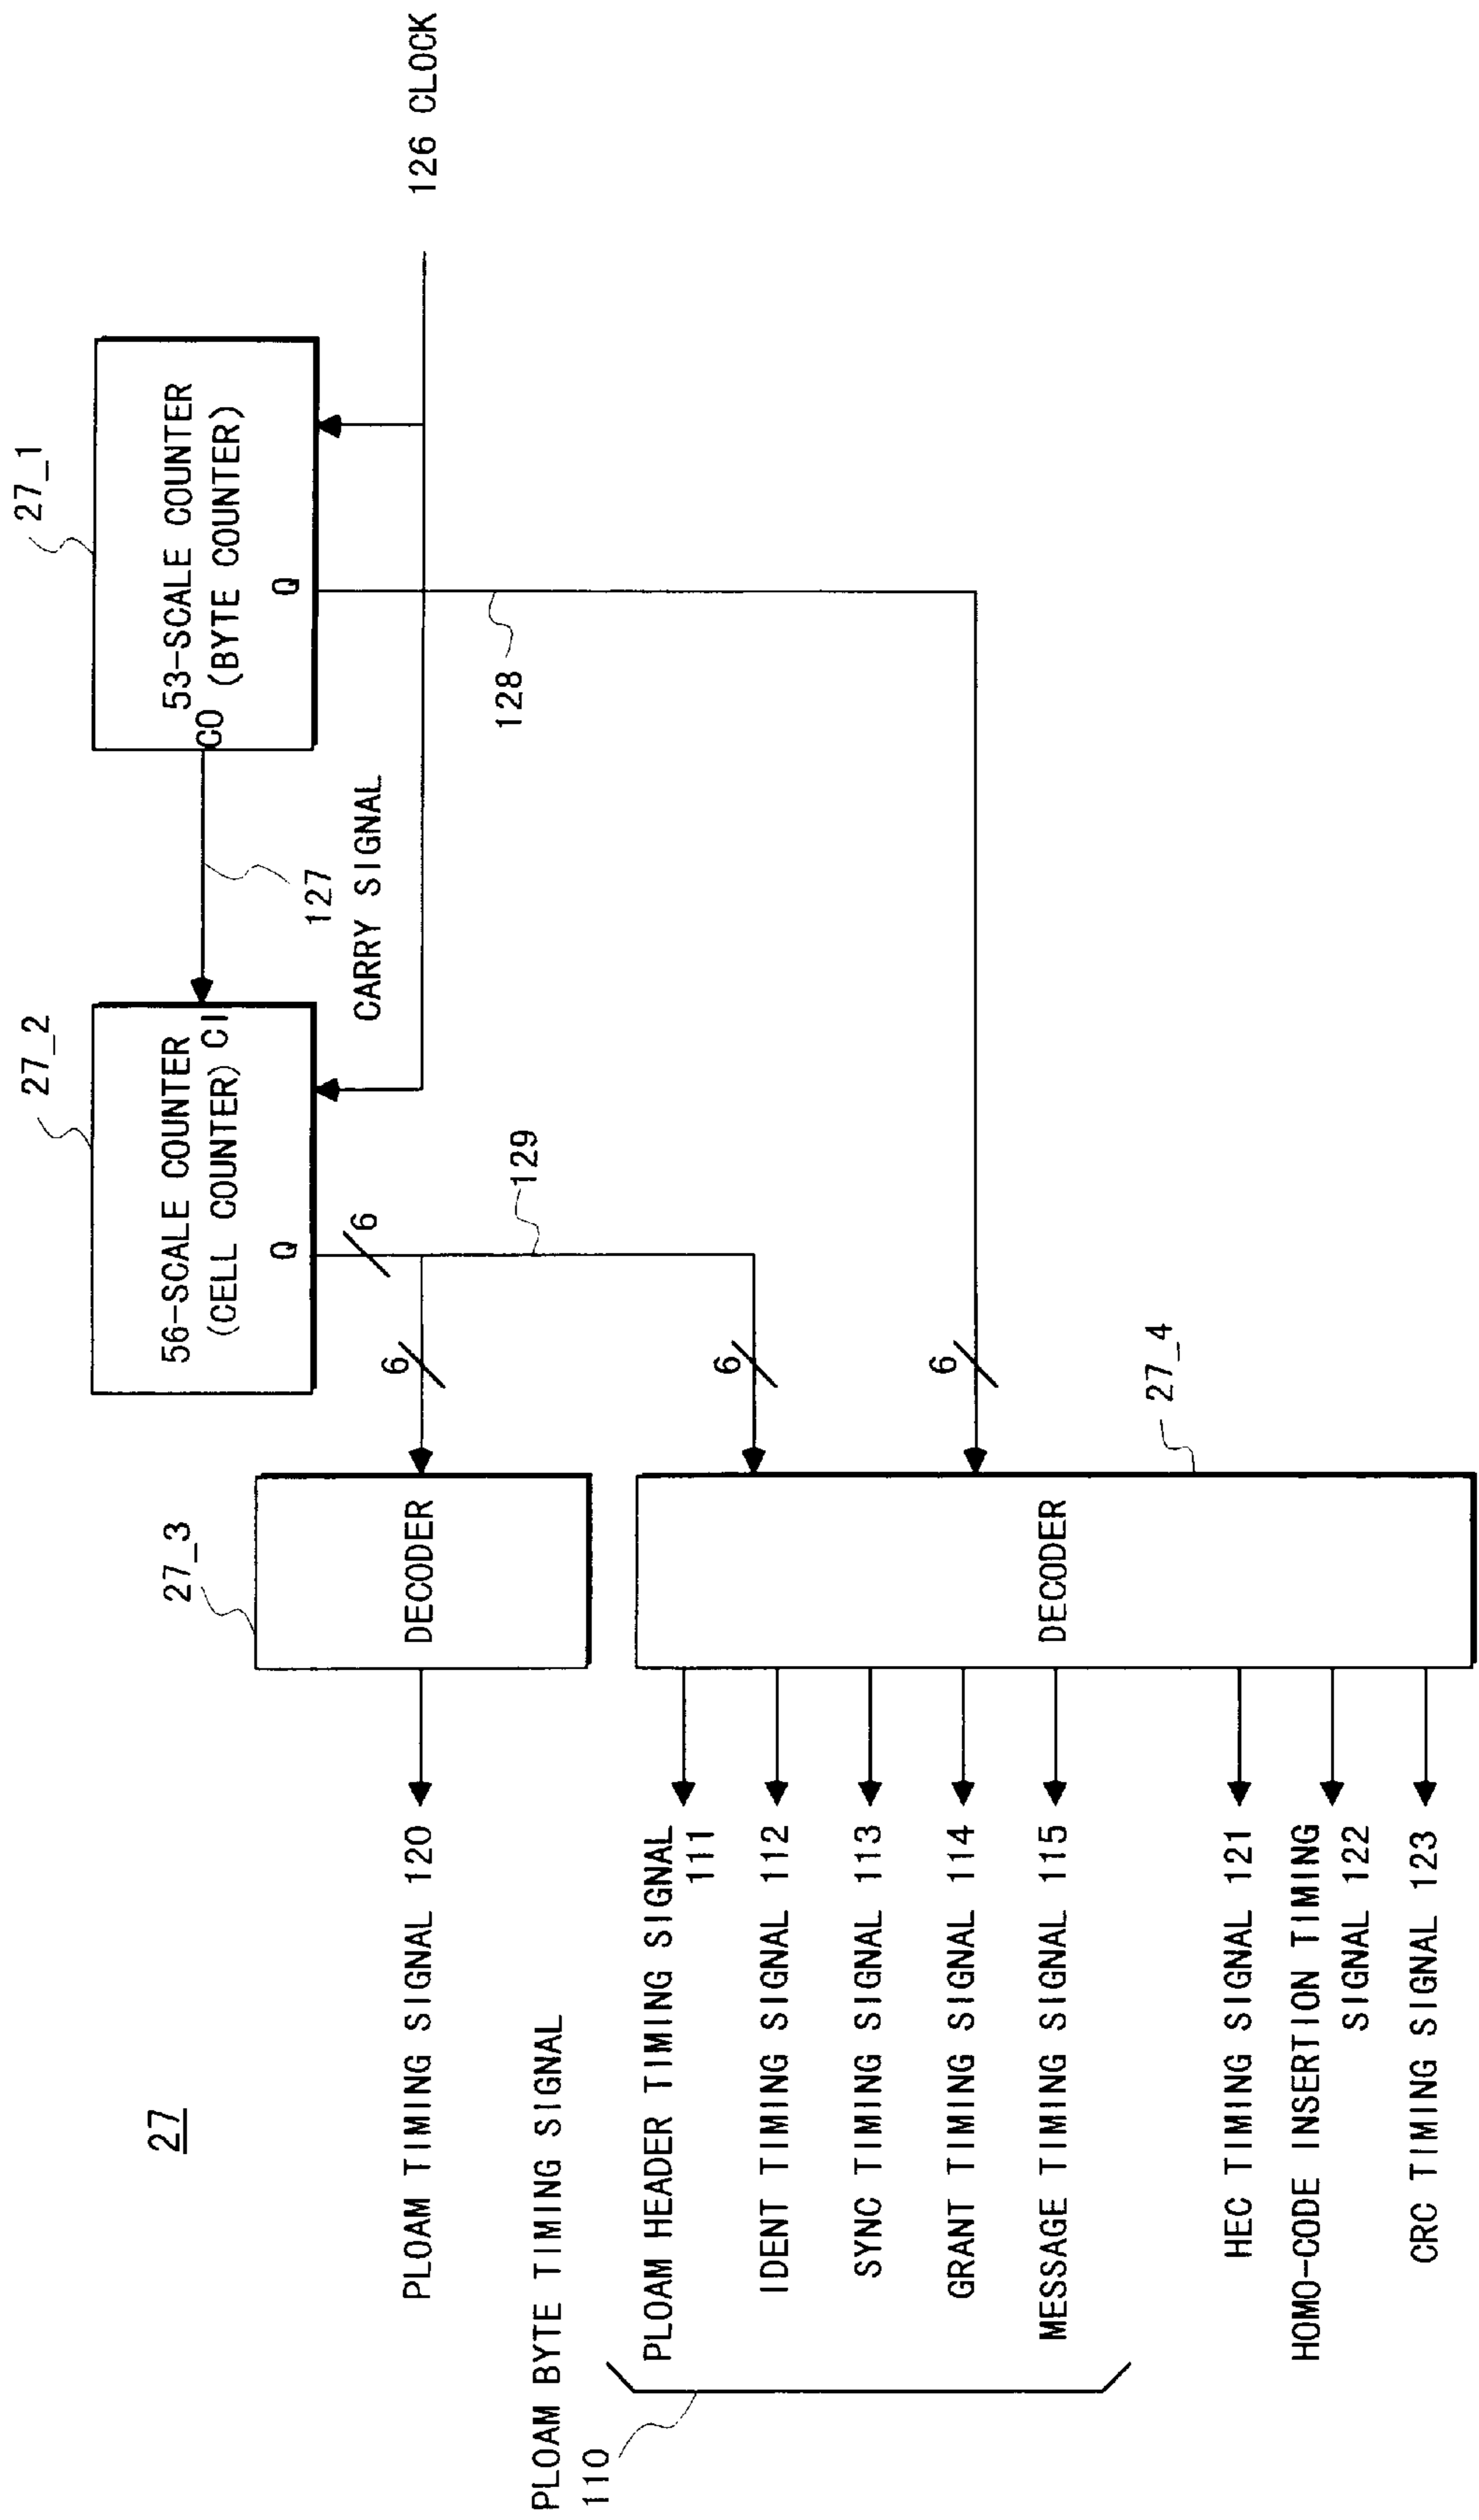 27
27_1
27_2
27_3
27_4
53-SCALE COUNTER
(BYTE COUNTER)
CO
Q
126 CLOCK
127
CARRY SIGNAL
128
56-SCALE COUNTER
(CELL COUNTER) CI
Q
6
129
6
6
6
DECODER
DECODER
PLOAM TIMING SIGNAL 120
PLOAM BYTE TIMING SIGNAL
110
PLOAM HEADER TIMING SIGNAL
111
IDENT TIMING SIGNAL 112
SYNC TIMING SIGNAL 113
GRANT TIMING SIGNAL 114
MESSAGE TIMING SIGNAL 115
HEC TIMING SIGNAL 121
HOMO-CODE INSERTION TIMING
SIGNAL 122
CRC TIMING SIGNAL 123